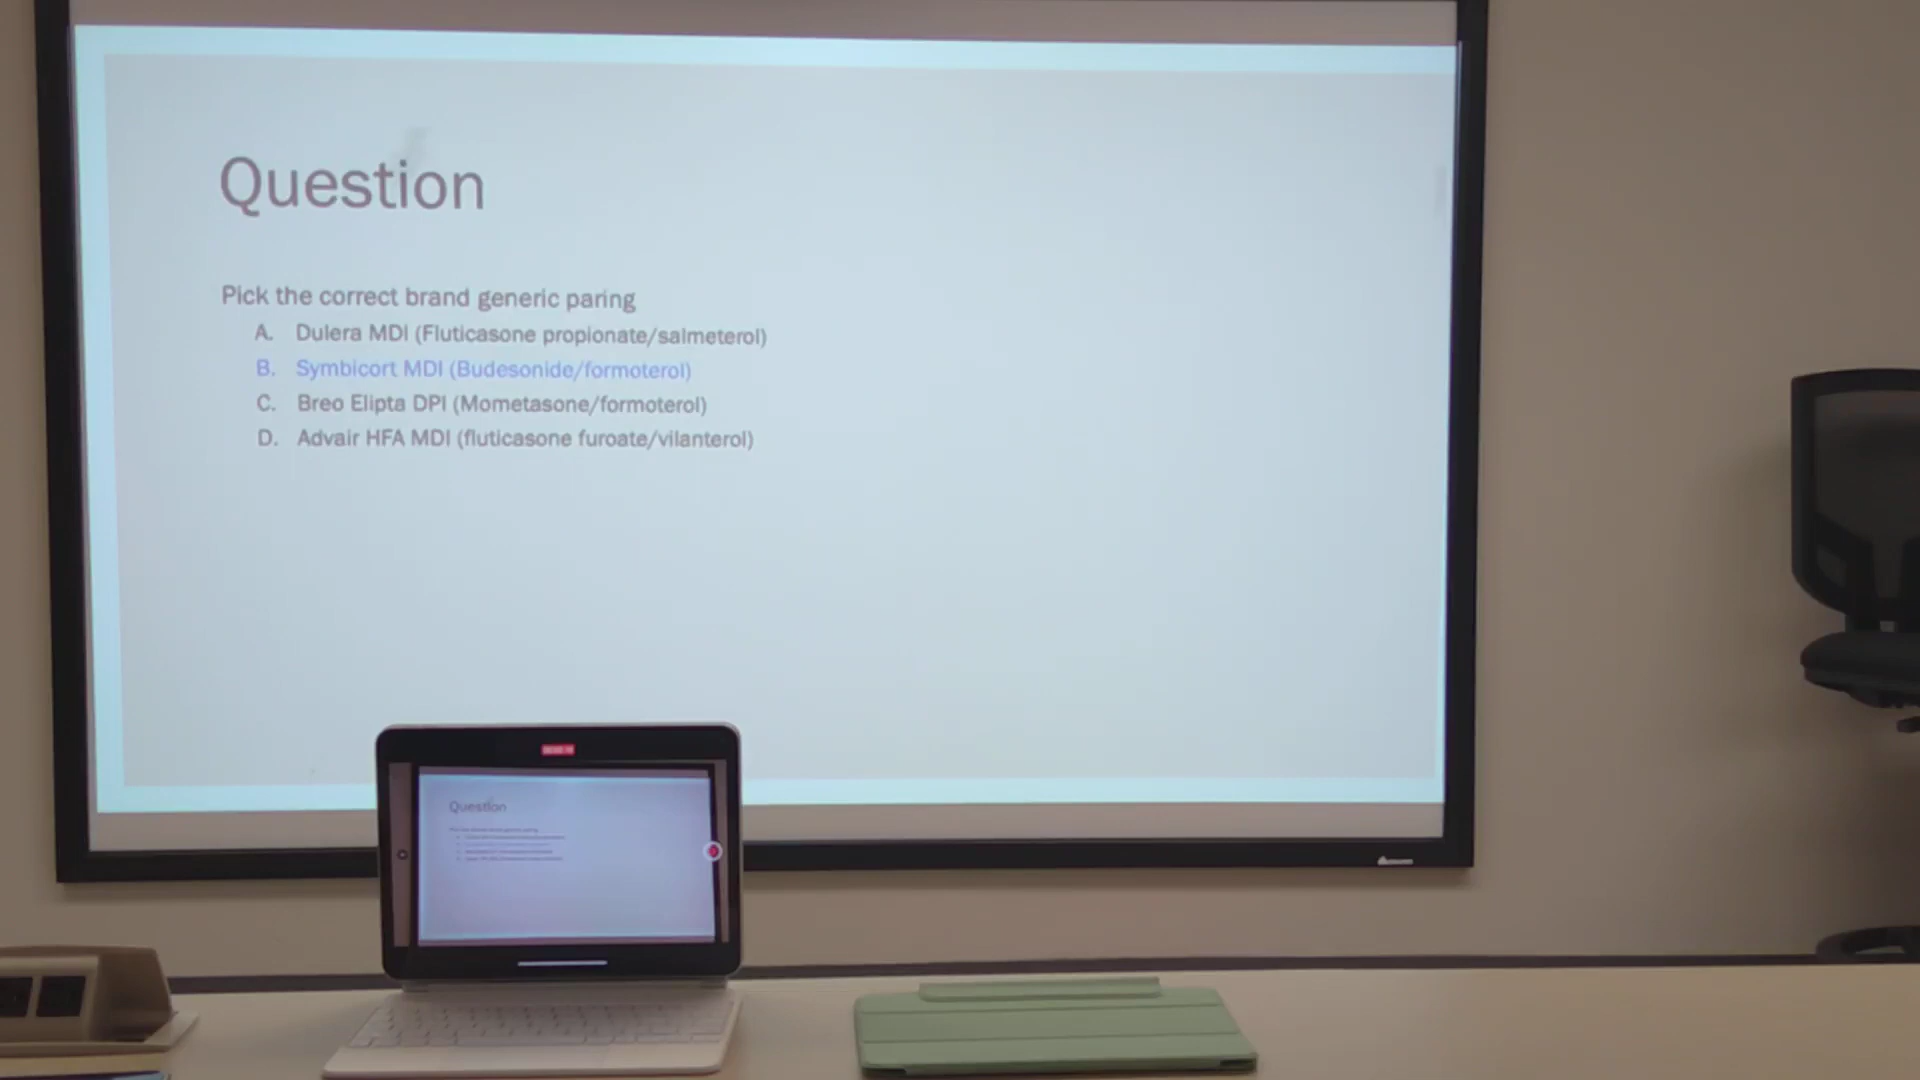 Question
Pick the correct brand generic paring
A. Dulera MDI (Fluticasone propionate/salmeterol)
B. Symbicort MDI (Budesonide/formoterol)
C. Breo Elipta DPI (Mometasone/formoterol)
D. Advair HFA MDI (fluticasone furoate/vilanterol)
Question